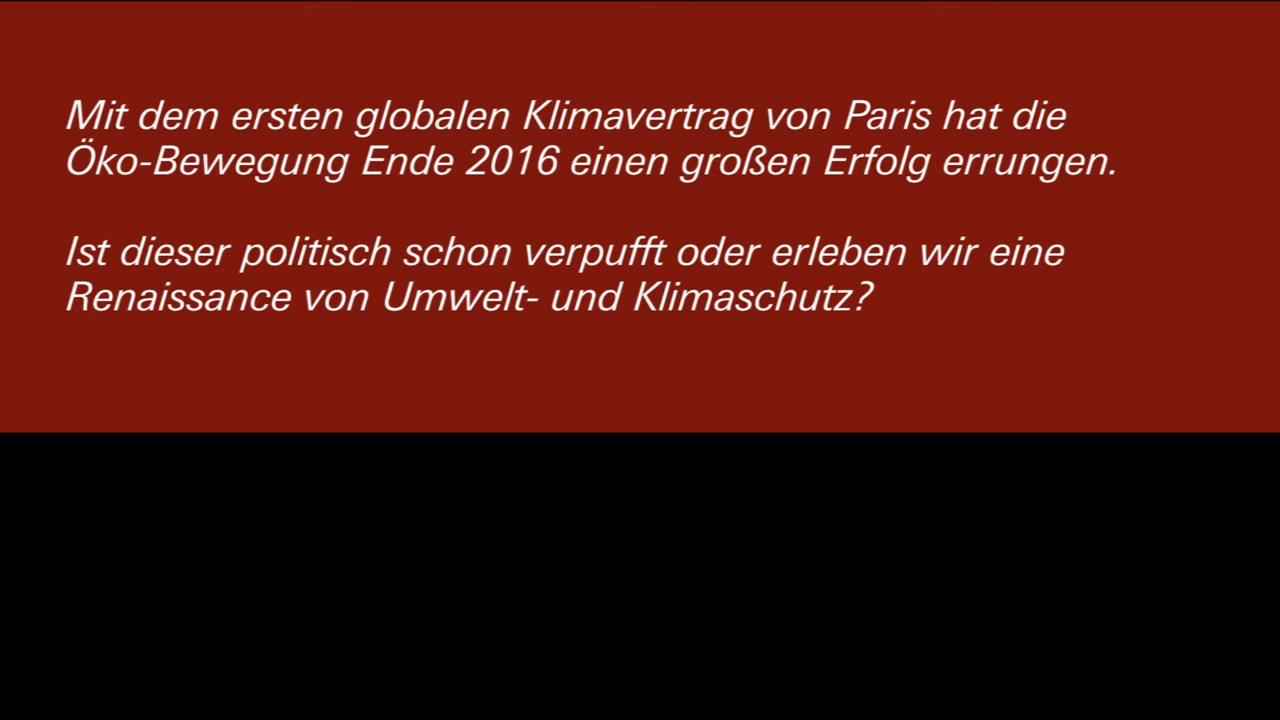 Mit dem ersten globalen Klimavertrag von Paris hat die
Öko-Bewegung Ende 2016 einen großen Erfolg errungen.
Ist dieser politisch schon verpufft oder erleben wir eine
Renaissance von Umwelt- und Klimaschutz?